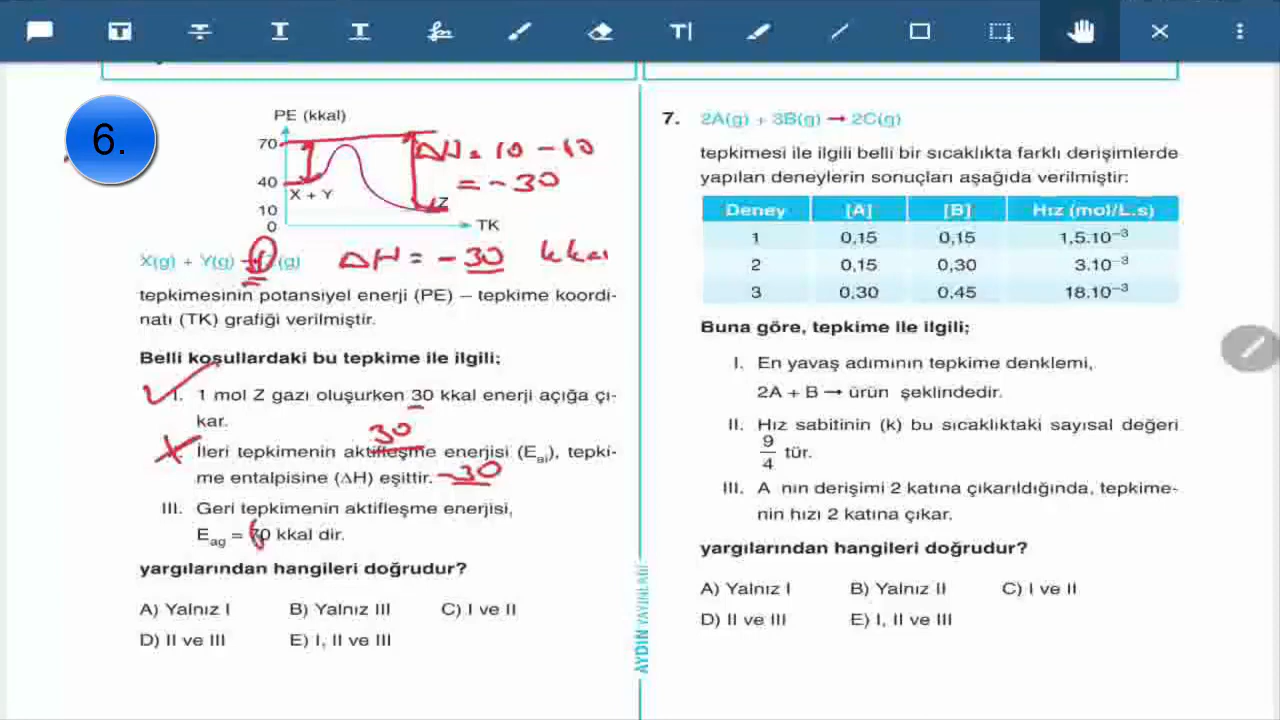 6.
PE (kkal)
70
40
10
0
X + Y
Z
TK
ΔH = 10 - 10
= - 30
X(g) + Y(g) (g)
ΔH = - 30 kkal
tepkimesinin potansiyel enerji (PE) – tepkime koordi-
natı (TK) grafiği verilmiştir.
Belli koşullardaki bu tepkime ile ilgili;
I. 1 mol Z gazı oluşurken 30 kkal enerji açığa çı-
kar.
30
İleri tepkimenin aktifleşme enerjisi (Eai), tepki-
me entalpisine (ΔH) eşittir. -30
III. Geri tepkimenin aktifleşme enerjisi,
Eag = 0 kkal dir.
yargılarından hangileri doğrudur?
A) Yalnız I B) Yalnız III C) I ve II
D) II ve III E) I, II ve III
AYDIN YAYINLARI
7. 2A(g) + 3B(g) → 2C(g)
tepkimesi ile ilgili belli bir sıcaklıkta farklı derişimlerde
yapılan deneylerin sonuçları aşağıda verilmiştir:
Deney [A] [B] Hız (mol/L.s)
1 0,15 0,15 1,5.10⁻³
2 0,15 0,30 3.10⁻³
3 0,30 0,45 18.10⁻³
Buna göre, tepkime ile ilgili;
I. En yavaş adımının tepkime denklemi,
2A + B → ürün şeklindedir.
II. Hız sabitinin (k) bu sıcaklıktaki sayısal değeri
9
4 tür.
III. A nın derişimi 2 katına çıkarıldığında, tepkime-
nin hızı 2 katına çıkar.
yargılarından hangileri doğrudur?
A) Yalnız I B) Yalnız II C) I ve II
D) II ve III E) I, II ve III